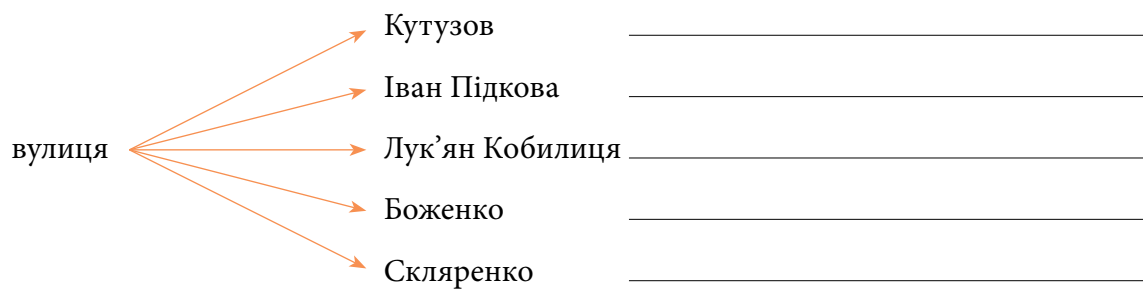 Кутузов
Іван Підкова
вулиця
Лук’ян Кобилиця
Боженко
Скляренко